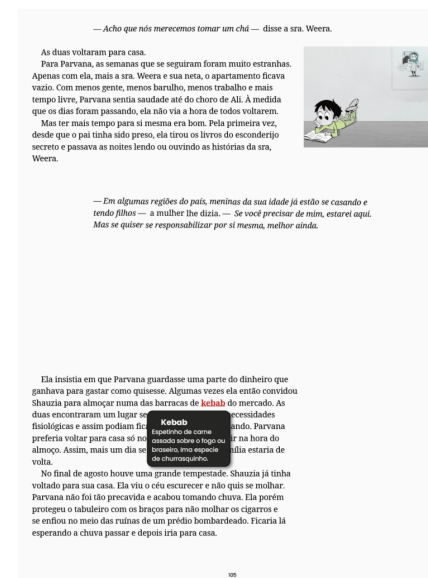 — Acho que nós merecemos tomar um chá — disse a sra. Weera.
As duas voltaram para casa.
Para Parvana, as semanas que se seguiram foram muito estranhas.
Apenas com ela, mais a sra. Weera e sua neta, o apartamento ficava
vazio. Com menos gente, menos barulho, menos trabalho e mais
tempo livre, Parvana sentia saudade até do choro de Ali. À medida
que os dias foram passando, ela não via a hora de todos voltarem.
Mas ter mais tempo para si mesma era bom. Pela primeira vez,
desde que o pai tinha sido preso, ela tirou os livros do esconderijo
secreto e passava as noites lendo ou ouvindo as histórias da sra,
Weera.
— Em algumas regiões do país, meninas da sua idade já estão se casando e
tendo filhos — a mulher lhe dizia. — Se você precisar de mim, estarei aqui.
Mas se quiser se responsabilizar por si mesma, melhor ainda.
Ela insistia em que Parvana guardasse uma parte do dinheiro que
ganhava para gastar como quisesse. Algumas vezes ela então convidou
Shauzia para almoçar numa das barracas de kebab do mercado. As
duas encontraram um lugar se ecessidades
fisiológicas e assim podiam fic ando. Parvana
preferia voltar para casa só no ir na hora do
almoço. Assim, mais um dia se mília estaria de
volta.
Kebab
Espetinho de carne
assada sobre o fogo ou
braseiro, ima especie
de churrasquinho.
No final de agosto houve uma grande tempestade. Shauzia já tinha
voltado para sua casa. Ela viu o céu escurecer e não quis se molhar.
Parvana não foi tão precavida e acabou tomando chuva. Ela porém
protegeu o tabuleiro com os braços para não molhar os cigarros e
se enfiou no meio das ruínas de um prédio bombardeado. Ficaria lá
esperando a chuva passar e depois iria para casa.
105